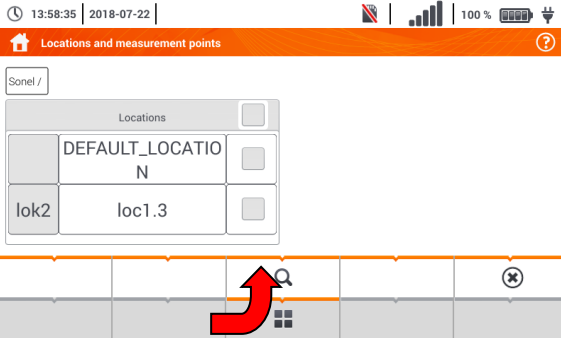 13:58:35 2018-07-22 100 %
Locations and measurement points
Sonel /
Locations
DEFAULT_LOCATIO
N
lok2 loc1.3